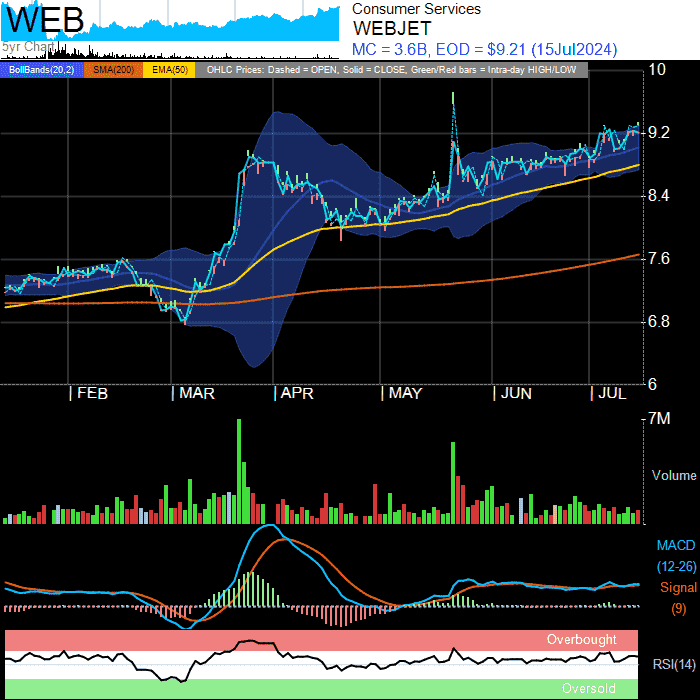 WEB
5yr Chart
Consumer Services
WEBJET
MC = 3.6B, EOD = $9.21 (15Jul2024)
BollBands(20,2) SMA(200) EMA(50) OHLC Prices: Dashed = OPEN, Solid = CLOSE, Green/Red bars = Intra-day HIGH/LOW
10
9.2
8.4
7.6
6.8
6
FEB MAR APR MAY JUN JUL
7M
Volume
MACD
(12-26)
Signal
(9)
Overbought
RSI(14)
Oversold